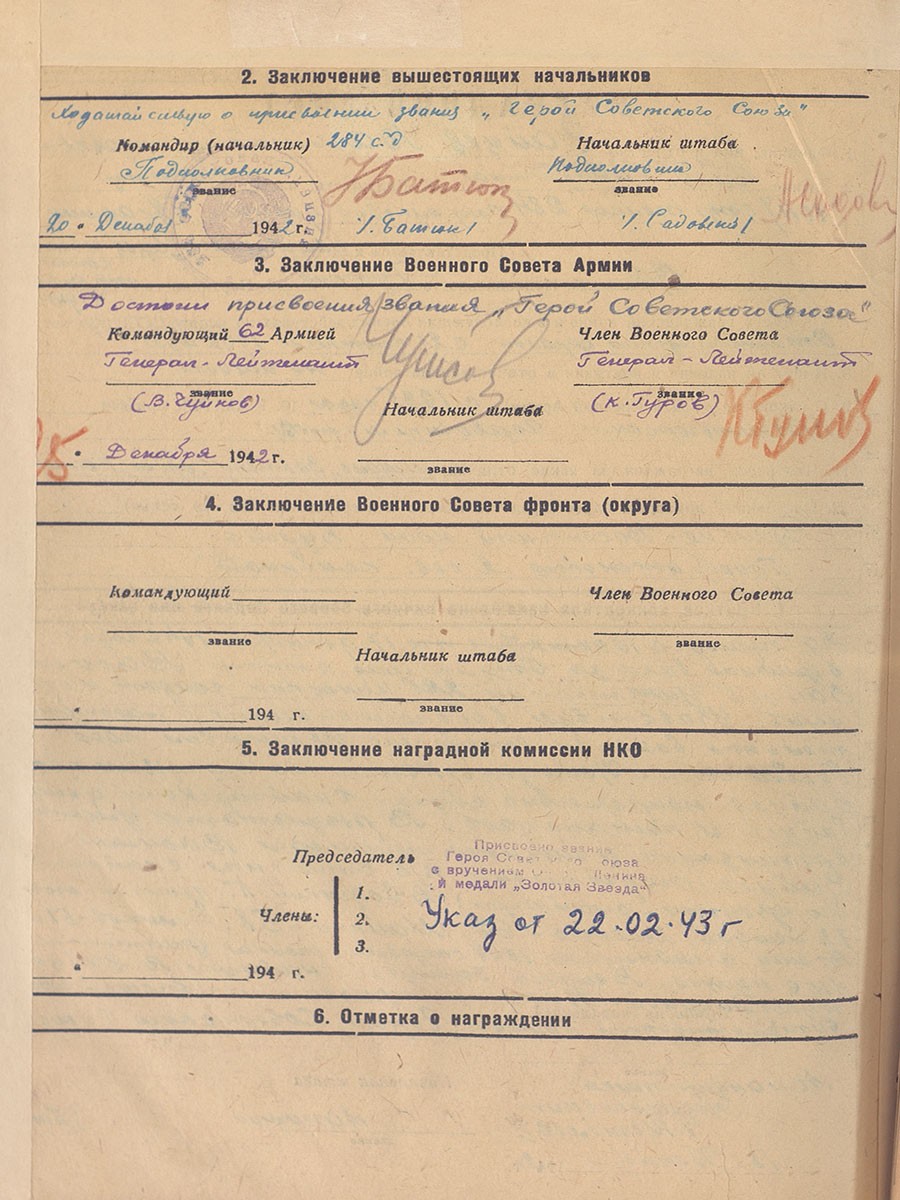 2. Заключение вышестоящих начальников
Ходатайствую о присвоении звания „Герой Советского Союза"
Командир (начальник) 284 с.д Начальник штаба
Подполковник Подполковник
звание звание
Н Батюк
20 " Декабря 1942 г. /. Батюк/ /. Садовский/
3. Заключение Военного Совета Армии
Достоин присвоения звания „Герой Советского Союза"
Командующий 62 Армией Член Военного Совета
Генерал-Лейтенант Генерал-Лейтенант
звание звание
(В. Чуйков) Начальник штаба (К. Гуров)
" Декабря 1942 г.
звание
4. Заключение Военного Совета фронта (округа)
Командующий Член Военного Совета
звание звание
Начальник штаба
звание
" 194 г.
5. Заключение наградной комиссии НКО
Председатель
Присвоено звание
Героя Советского Союза
с вручением Ленина
и медали „Золотая Звезда"
Члены:
1.
2.
3.
Указ от 22.02.43 г
" 194 г.
6. Отметка о награждении